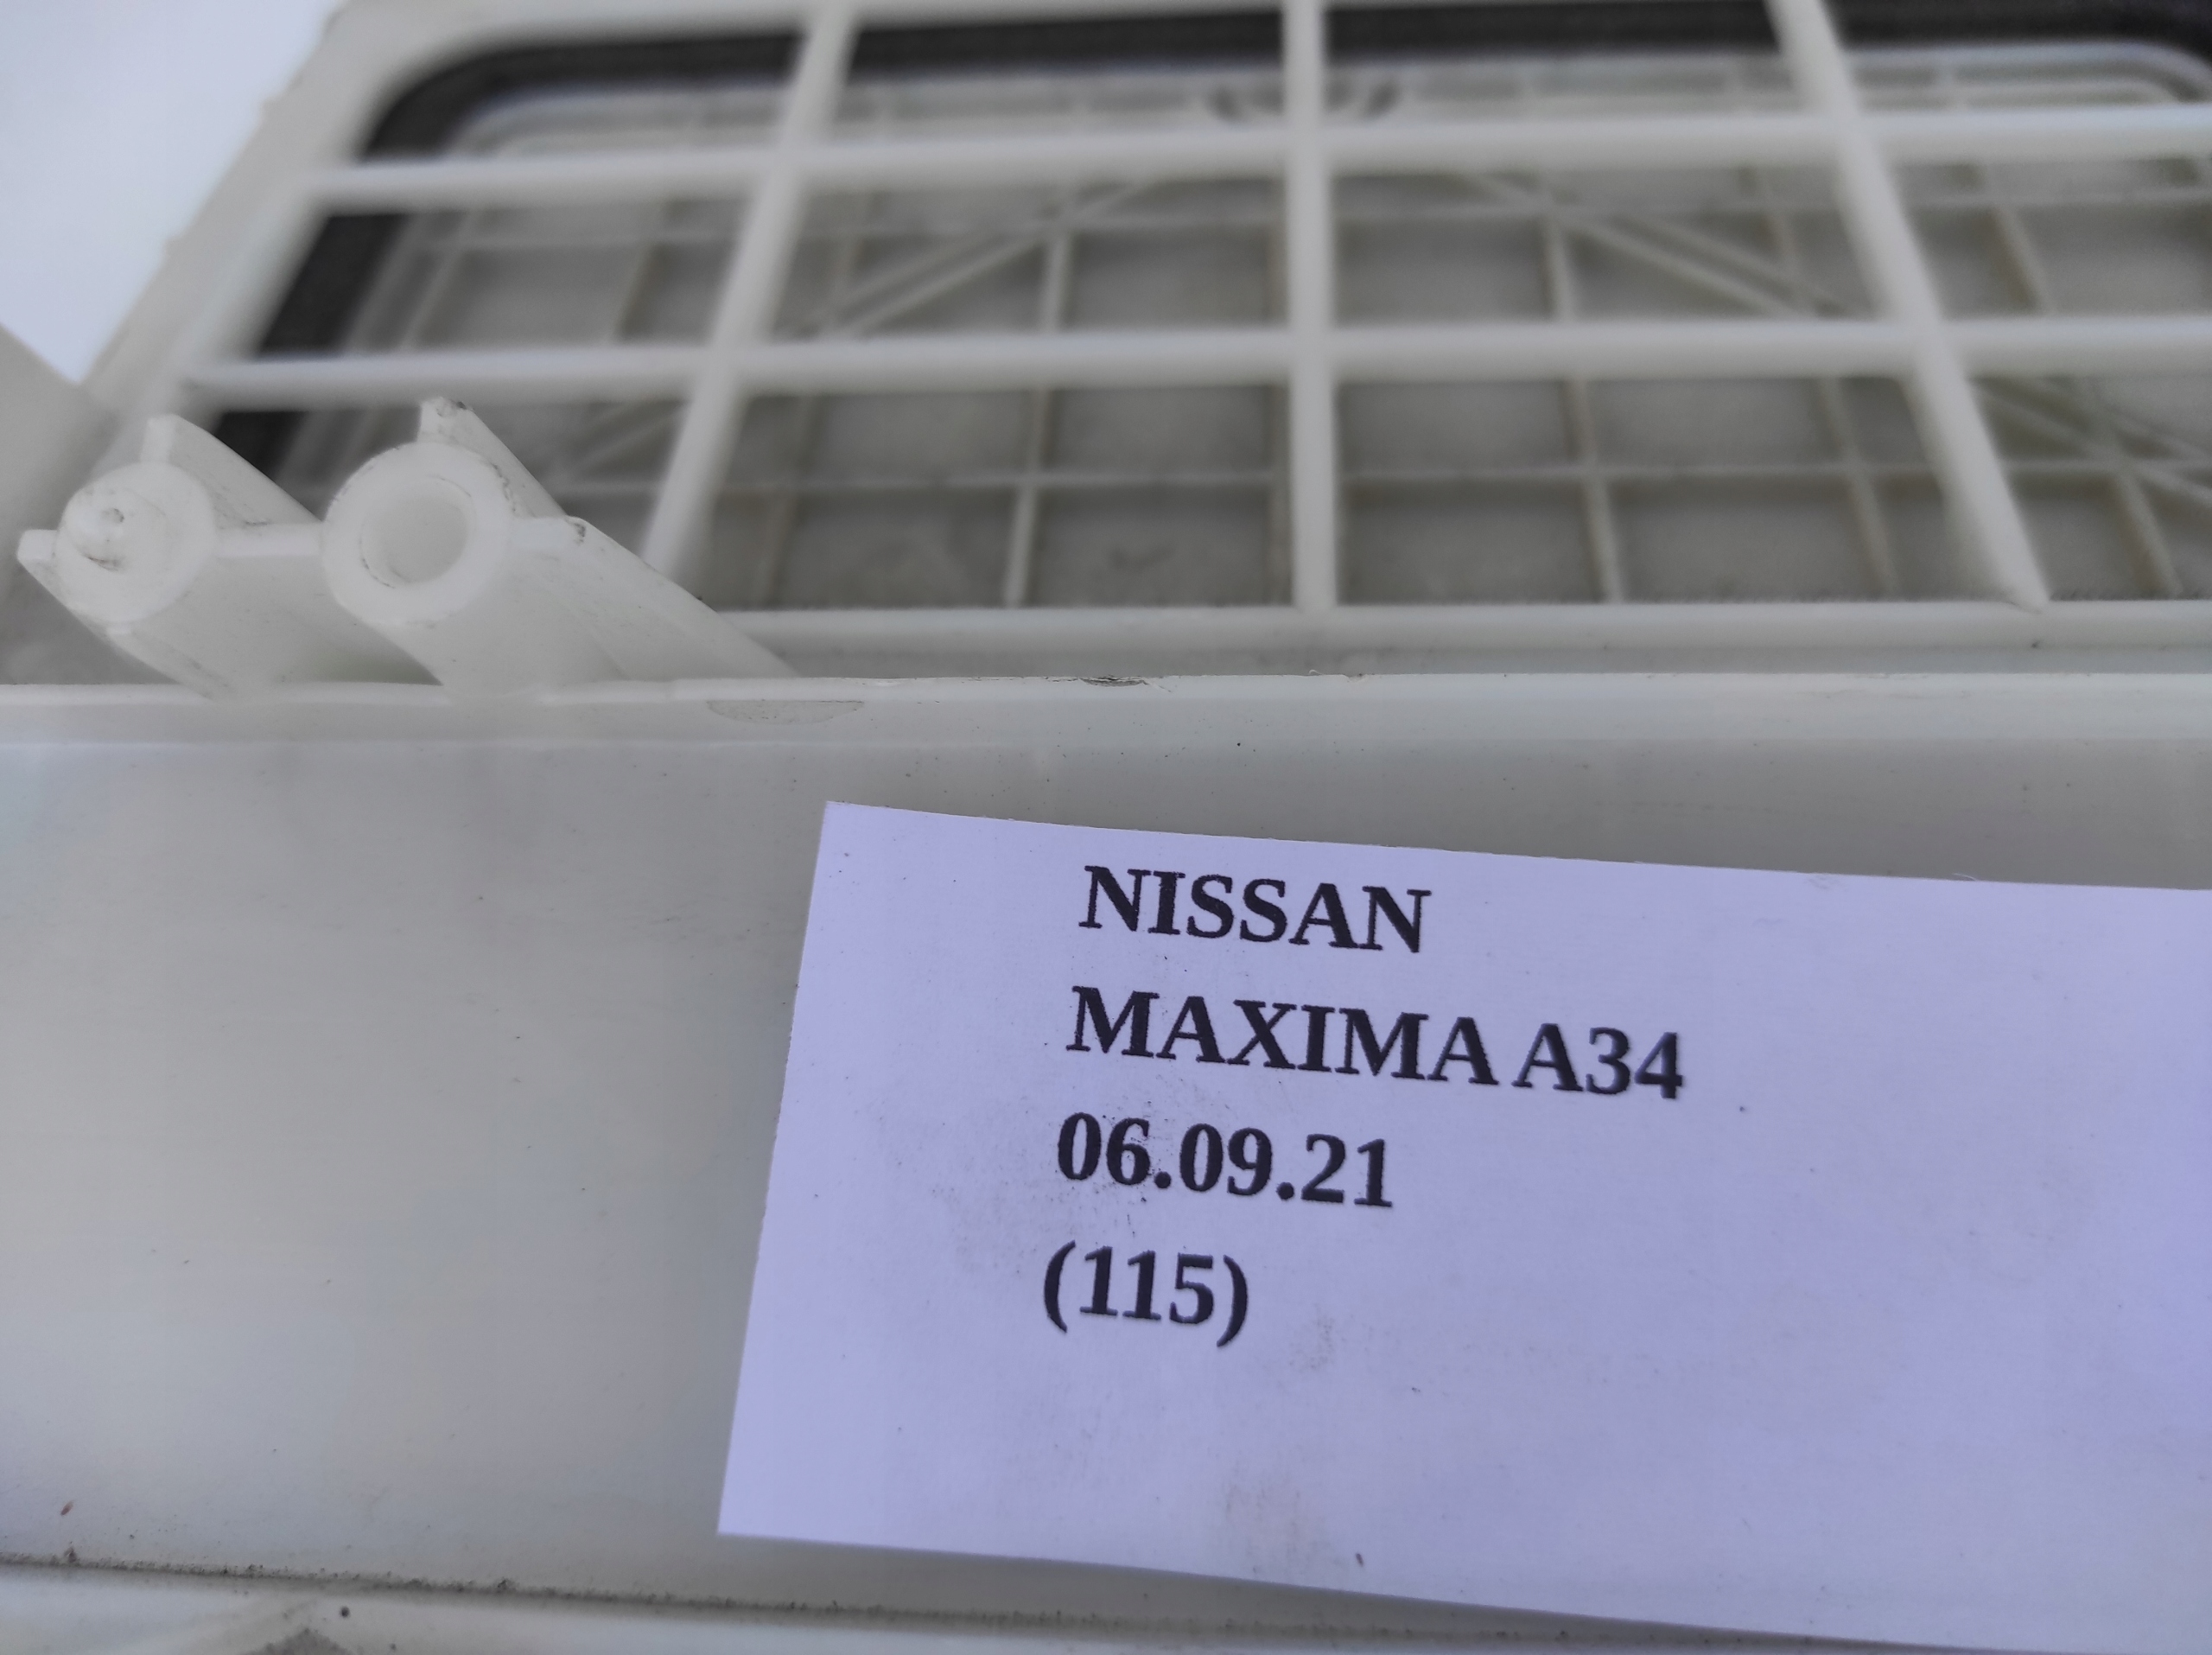 NISSAN
MAXIMA A34
06.09.21
(115)